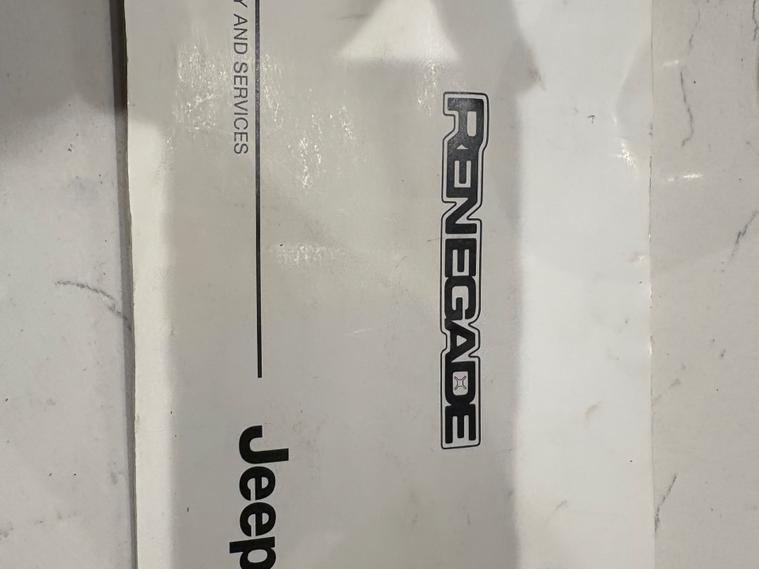 RENEGADE
Y AND SERVICES
Jeep